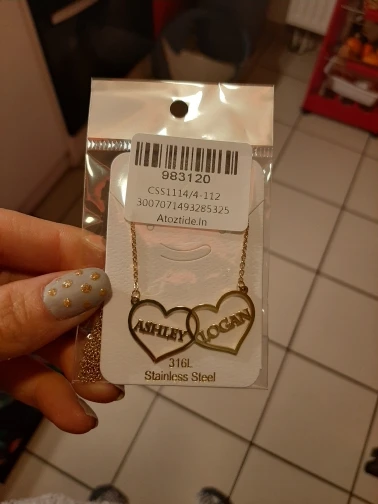 983120
CSS1114/4-112
3007071493285325
Atoztide.In
ASHLEY LOGAN
316L
Stainless Steel